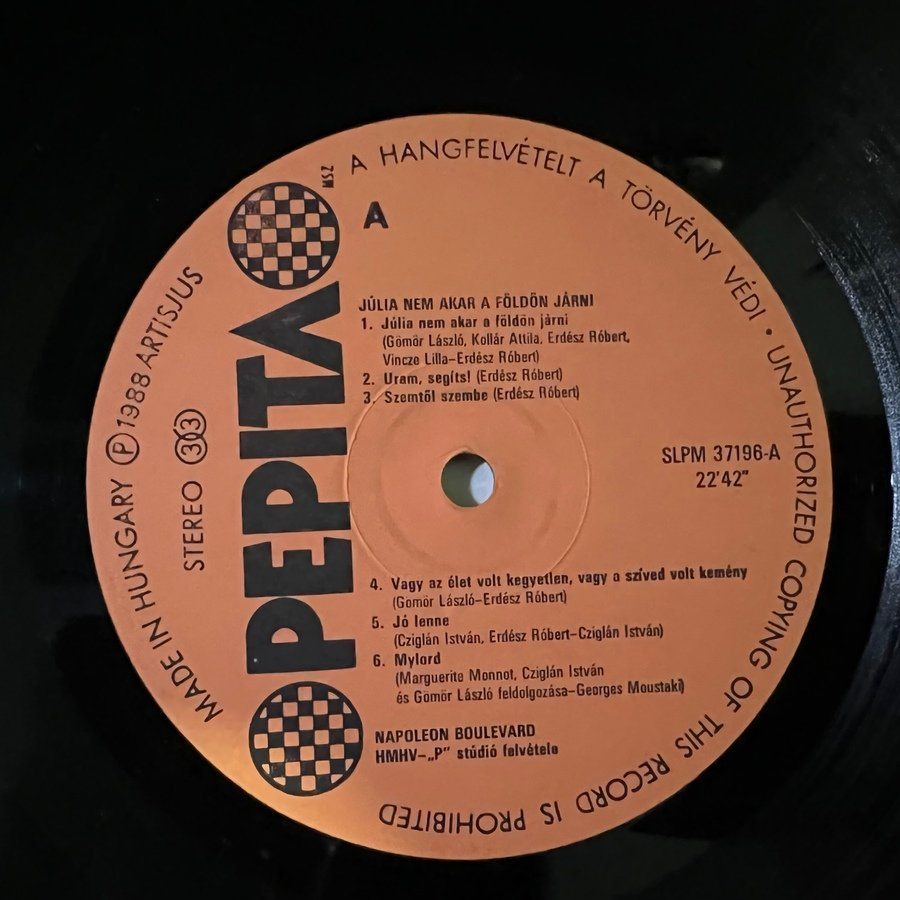 A HANGFELVÉTELT A TÖRVÉNY VÉDI • UNAUTHORIZED COPYING OF THIS RECORD IS PROHIBITED
MADE IN HUNGARY Ⓟ 1988 ARTISJUS
MSZ
STEREO 33
PEPITA
A
JÚLIA NEM AKAR A FÖLDÖN JÁRNI
1. Júlia nem akar a földön járni
(Gömör László, Kollár Attila, Erdész Róbert,
Vincze Lilla–Erdész Róbert)
2. Uram, segíts! (Erdész Róbert)
3. Szemtől szembe (Erdész Róbert)
SLPM 37196-A
22'42"
4. Vagy az élet volt kegyetlen, vagy a szíved volt kemény
(Gömör László–Erdész Róbert)
5. Jó lenne
(Cziglán István, Erdész Róbert–Cziglán István)
6. Mylord
(Marguerite Monnot, Cziglán István
és Gömör László feldolgozása–Georges Moustaki)
NAPOLEON BOULEVARD
HMHV–„P” stúdió felvétele